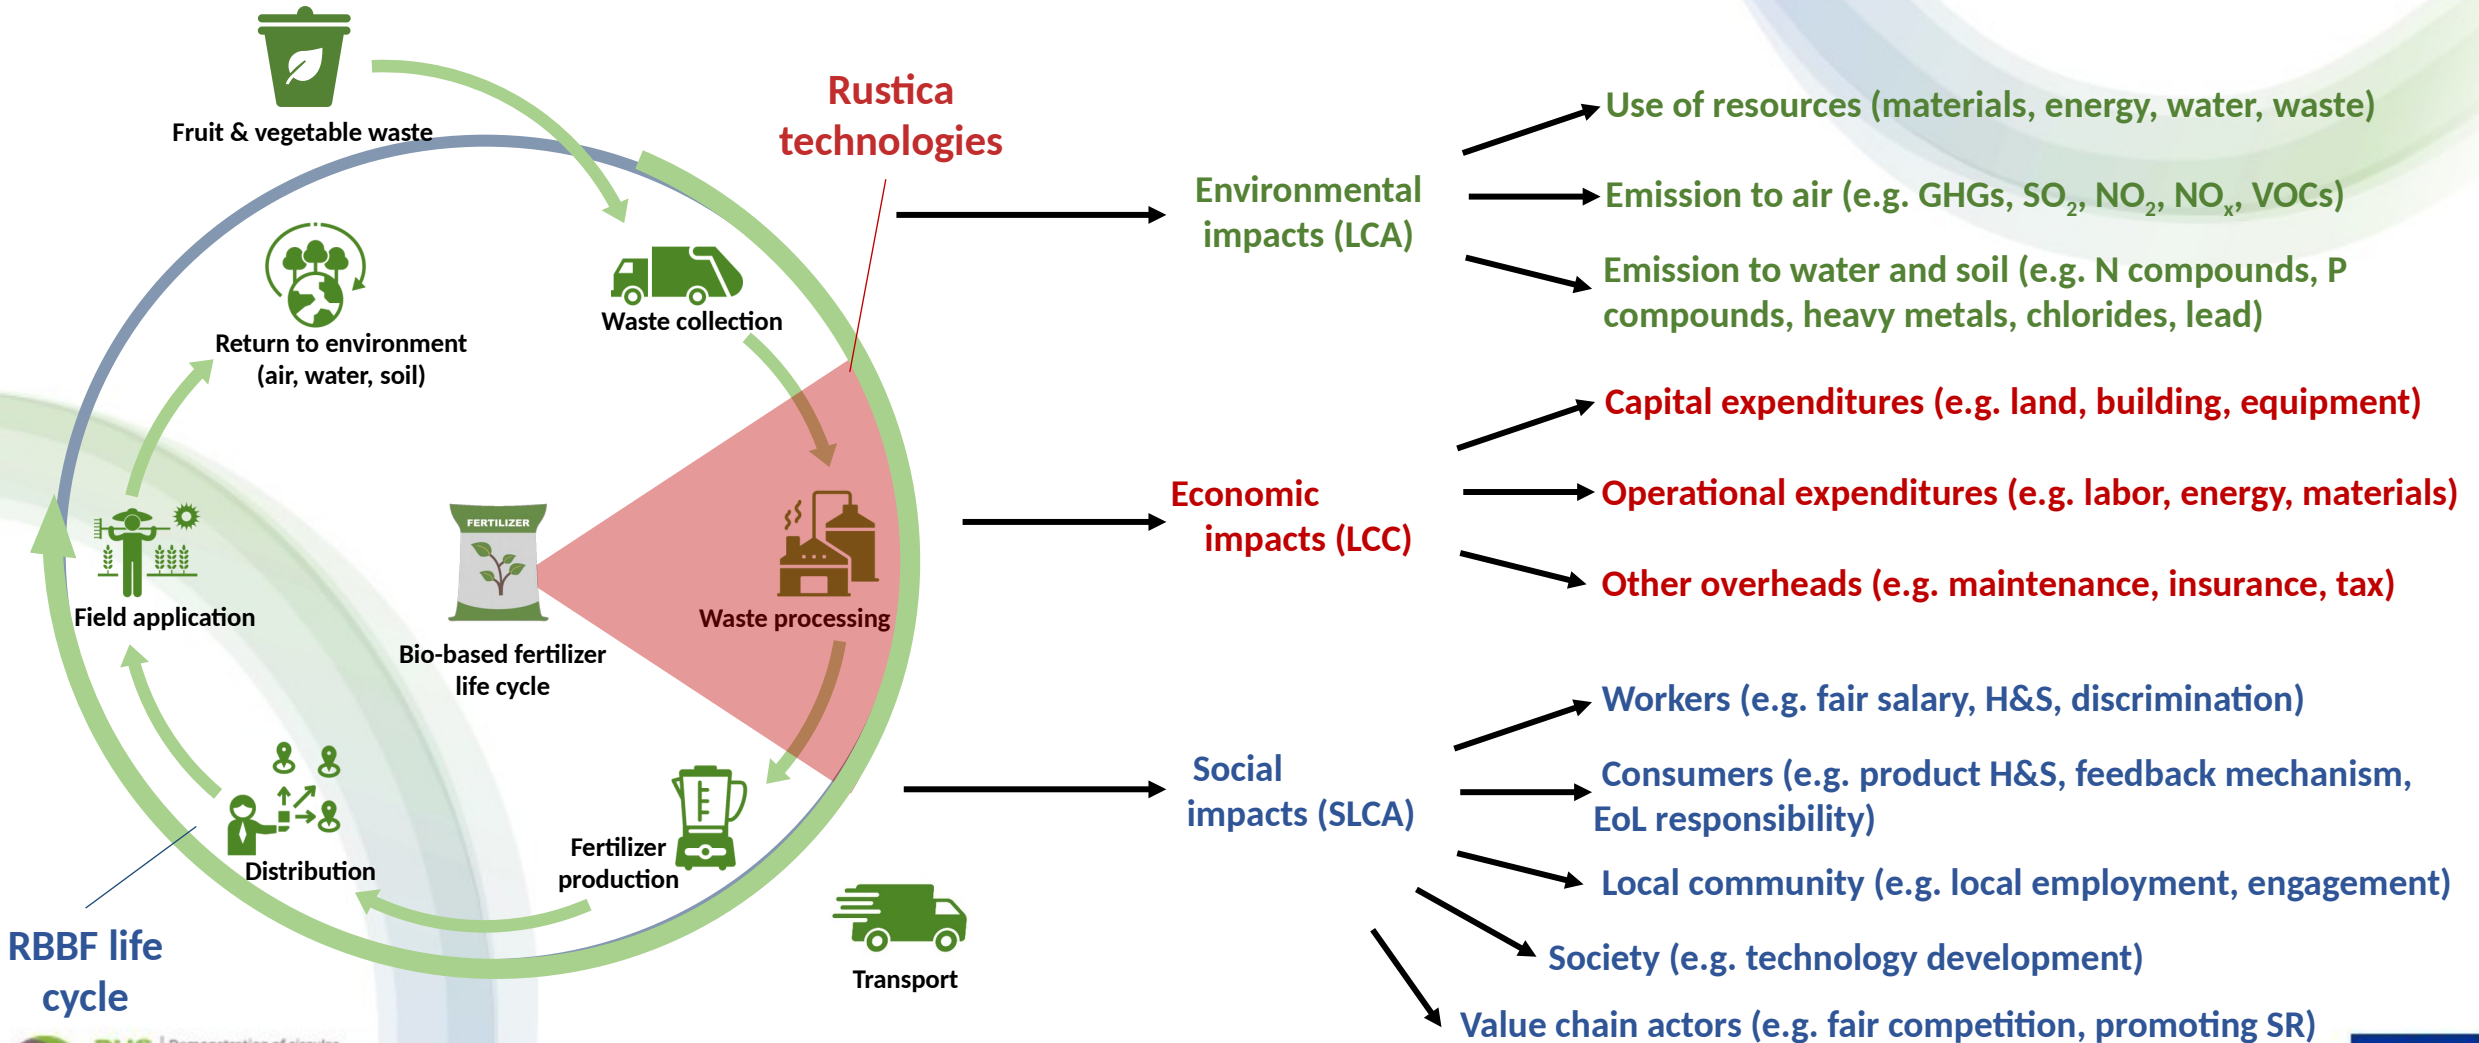 Fruit & vegetable waste
Rustica
technologies
Waste collection
Return to environment
(air, water, soil)
FERTILIZER
Waste processing
Field application
Bio-based fertilizer
life cycle
Fertilizer
production
Distribution
Transport
RBBF life
cycle
Environmental
impacts (LCA)
Use of resources (materials, energy, water, waste)
Emission to air (e.g. GHGs, SO₂, NO₂, NOₓ, VOCs)
Emission to water and soil (e.g. N compounds, P
compounds, heavy metals, chlorides, lead)
Economic
impacts (LCC)
Capital expenditures (e.g. land, building, equipment)
Operational expenditures (e.g. labor, energy, materials)
Other overheads (e.g. maintenance, insurance, tax)
Social
impacts (SLCA)
Workers (e.g. fair salary, H&S, discrimination)
Consumers (e.g. product H&S, feedback mechanism,
EoL responsibility)
Local community (e.g. local employment, engagement)
Society (e.g. technology development)
Value chain actors (e.g. fair competition, promoting SR)